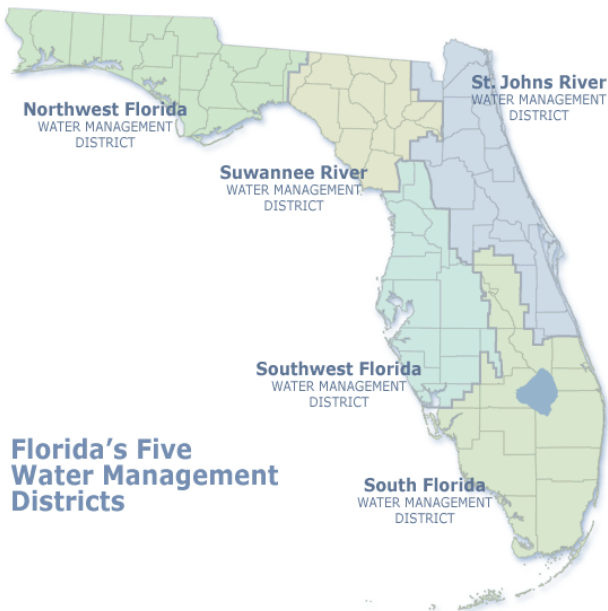 St. Johns River
WATER MANAGEMENT
DISTRICT
Northwest Florida
WATER MANAGEMENT
DISTRICT
Suwannee River
WATER MANAGEMENT
DISTRICT
Southwest Florida
WATER MANAGEMENT
DISTRICT
Florida's Five
Water Management
Districts
South Florida
WATER MANAGEMENT
DISTRICT